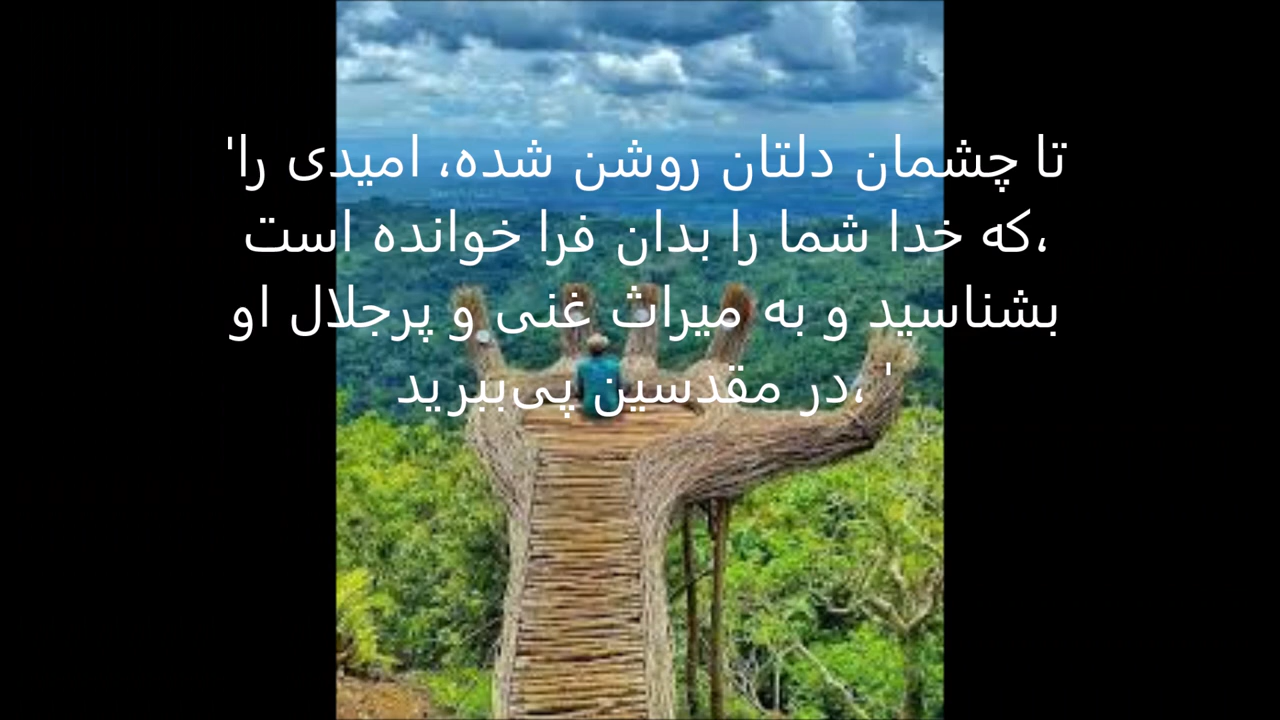 تا چشمان دلتان روشن شده، امیدی را'
که خدا شما را بدان فرا خوانده است،
بشناسید و به میراث غنی و پرجلال او
در مقدسین پی‌ببرید،'